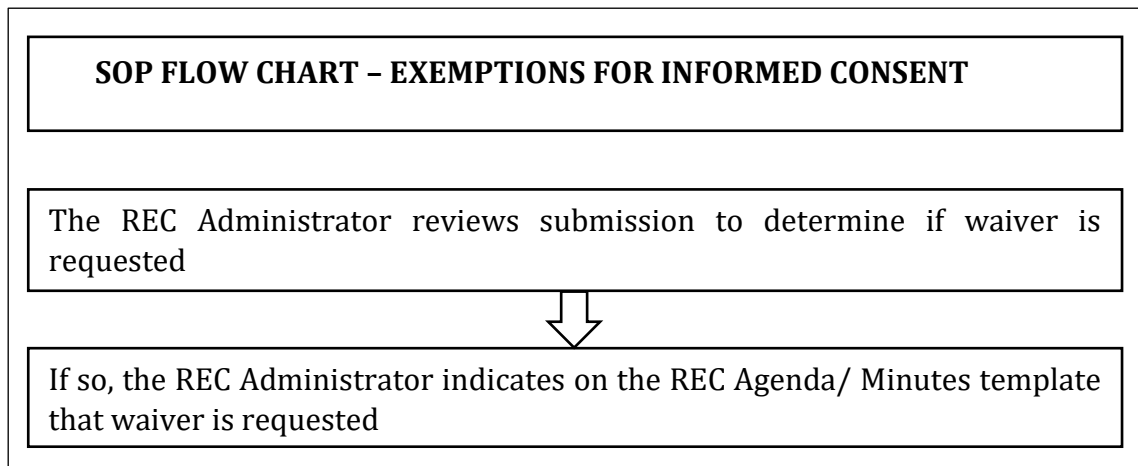 SOP FLOW CHART – EXEMPTIONS FOR INFORMED CONSENT
The REC Administrator reviews submission to determine if waiver is
requested
If so, the REC Administrator indicates on the REC Agenda/ Minutes template
that waiver is requested